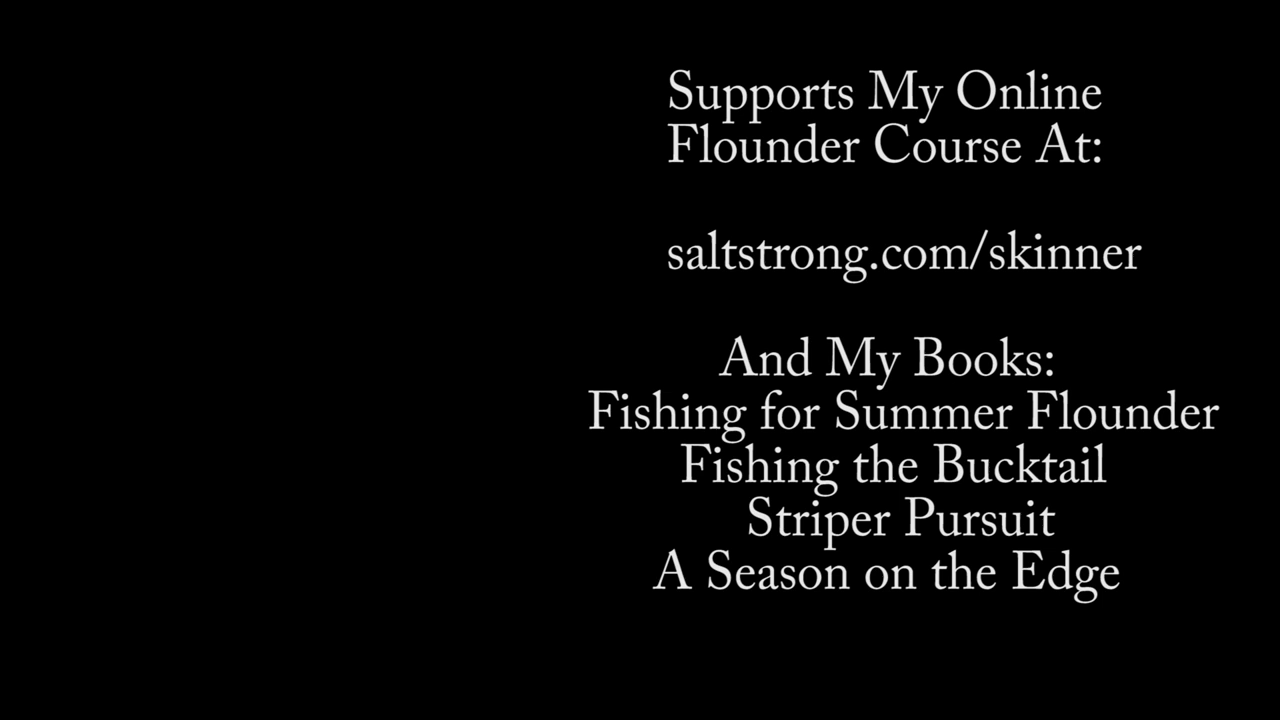 Supports My Online
Flounder Course At:
saltstrong.com/skinner
And My Books:
Fishing for Summer Flounder
Fishing the Bucktail
Striper Pursuit
A Season on the Edge